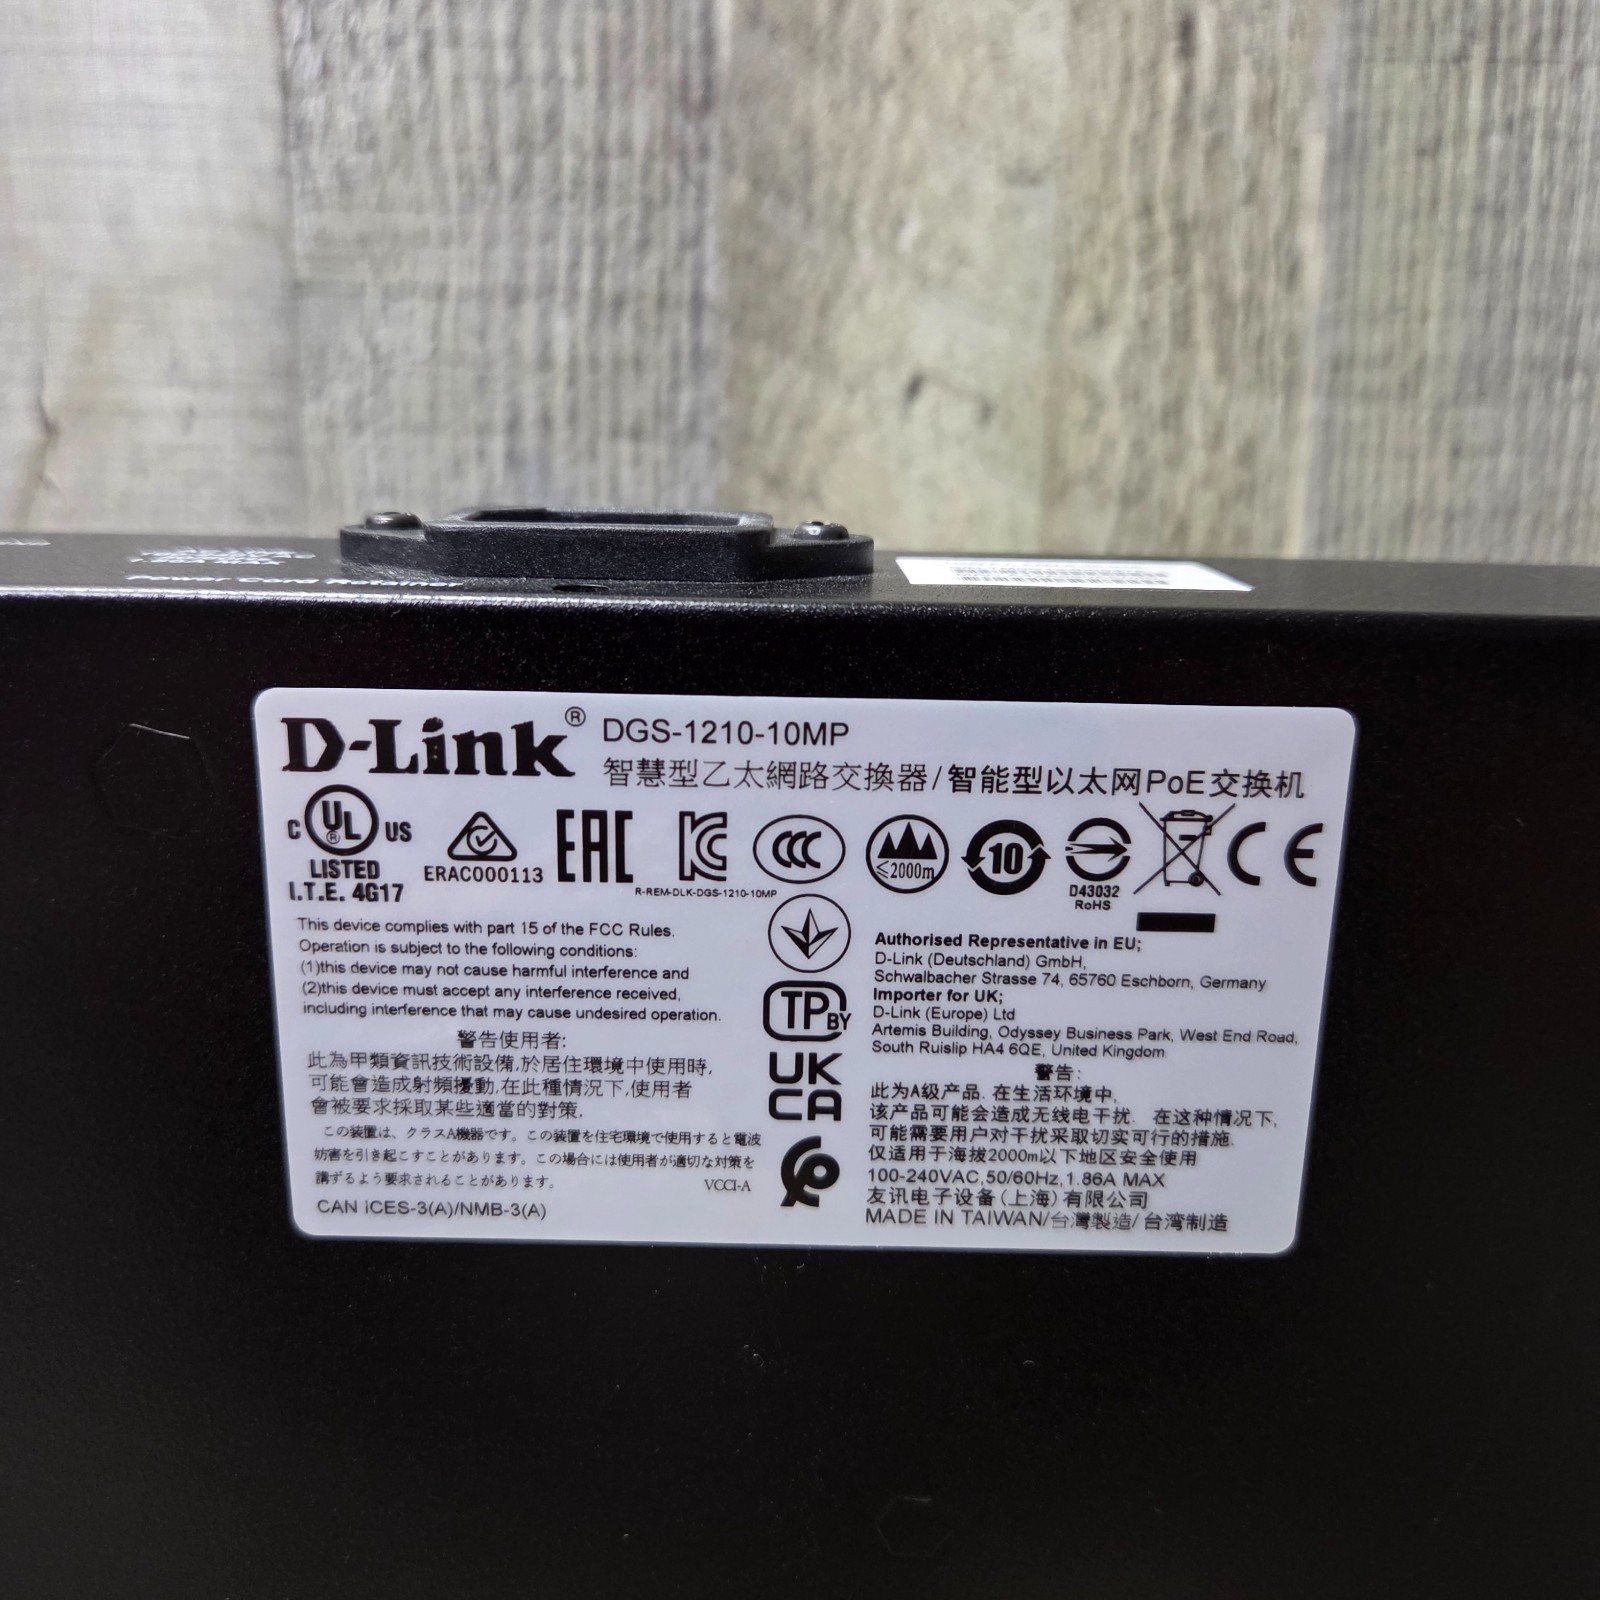 Power Cord Retainer
D-Link®
DGS-1210-10MP
智慧型乙太網路交換器/智能型以太网PoE交换机
C UL® US
LISTED
I.T.E. 4G17
ERAC000113
EAC
R-REM-DLK-DGS-1210-10MP
CCC
≤2000m
10
D43032
RoHS
CE
This device complies with part 15 of the FCC Rules.
Operation is subject to the following conditions:
(1)this device may not cause harmful interference and
(2)this device must accept any interference received,
including interference that may cause undesired operation.
警告使用者:
此為甲類資訊技術設備,於居住環境中使用時,
可能會造成射頻擾動,在此種情況下,使用者
會被要求採取某些適當的對策.
この装置は、クラスA機器です。この装置を住宅環境で使用すると電波
妨害を引き起こすことがあります。この場合には使用者が適切な対策を
講ずるよう要求されることがあります。
VCCI-A
CAN ICES-3(A)/NMB-3(A)
TP BY
UK
CA
Authorised Representative in EU;
D-Link (Deutschland) GmbH,
Schwalbacher Strasse 74, 65760 Eschborn, Germany
Importer for UK;
D-Link (Europe) Ltd
Artemis Building, Odyssey Business Park, West End Road,
South Ruislip HA4 6QE, United Kingdom
警告:
此为A级产品. 在生活环境中,
该产品可能会造成无线电干扰. 在这种情况下,
可能需要用户对干扰采取切实可行的措施.
仅适用于海拔2000m以下地区安全使用
100-240VAC,50/60Hz,1.86A MAX
友讯电子设备(上海)有限公司
MADE IN TAIWAN/台灣製造/台湾制造